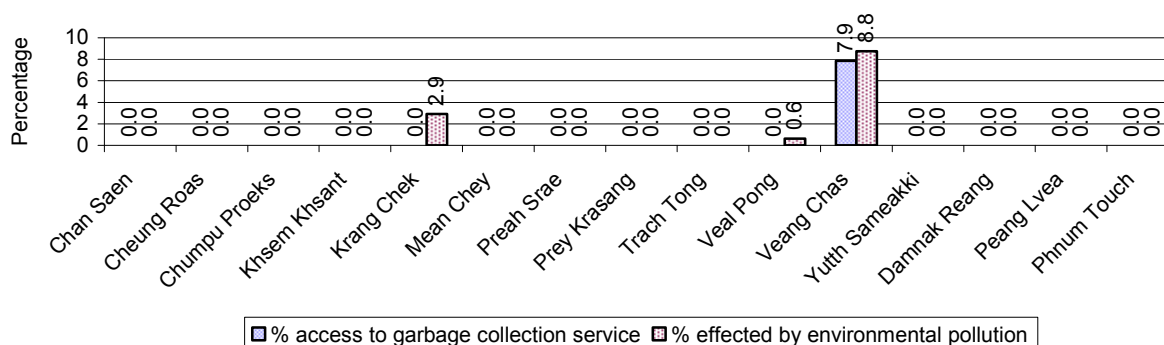 Percentage
10
8
6
4
2
0
0.0 0.0 0.0 0.0 0.0 0.0 0.0 0.0 0.0 2.9 0.0 0.0 0.0 0.0 0.0 0.0 0.0 0.0 0.0 0.6 7.9 8.8 0.0 0.0 0.0 0.0 0.0 0.0 0.0 0.0
Chan Saen
Cheung Roas
Chumpu Proeks
Khsem Khsant
Krang Chek
Mean Chey
Preah Srae
Prey Krasang
Trach Tong
Veal Pong
Veang Chas
Yutth Sameakki
Damnak Reang
Peang Lvea
Phnum Touch
% access to garbage collection service % effected by environmental pollution